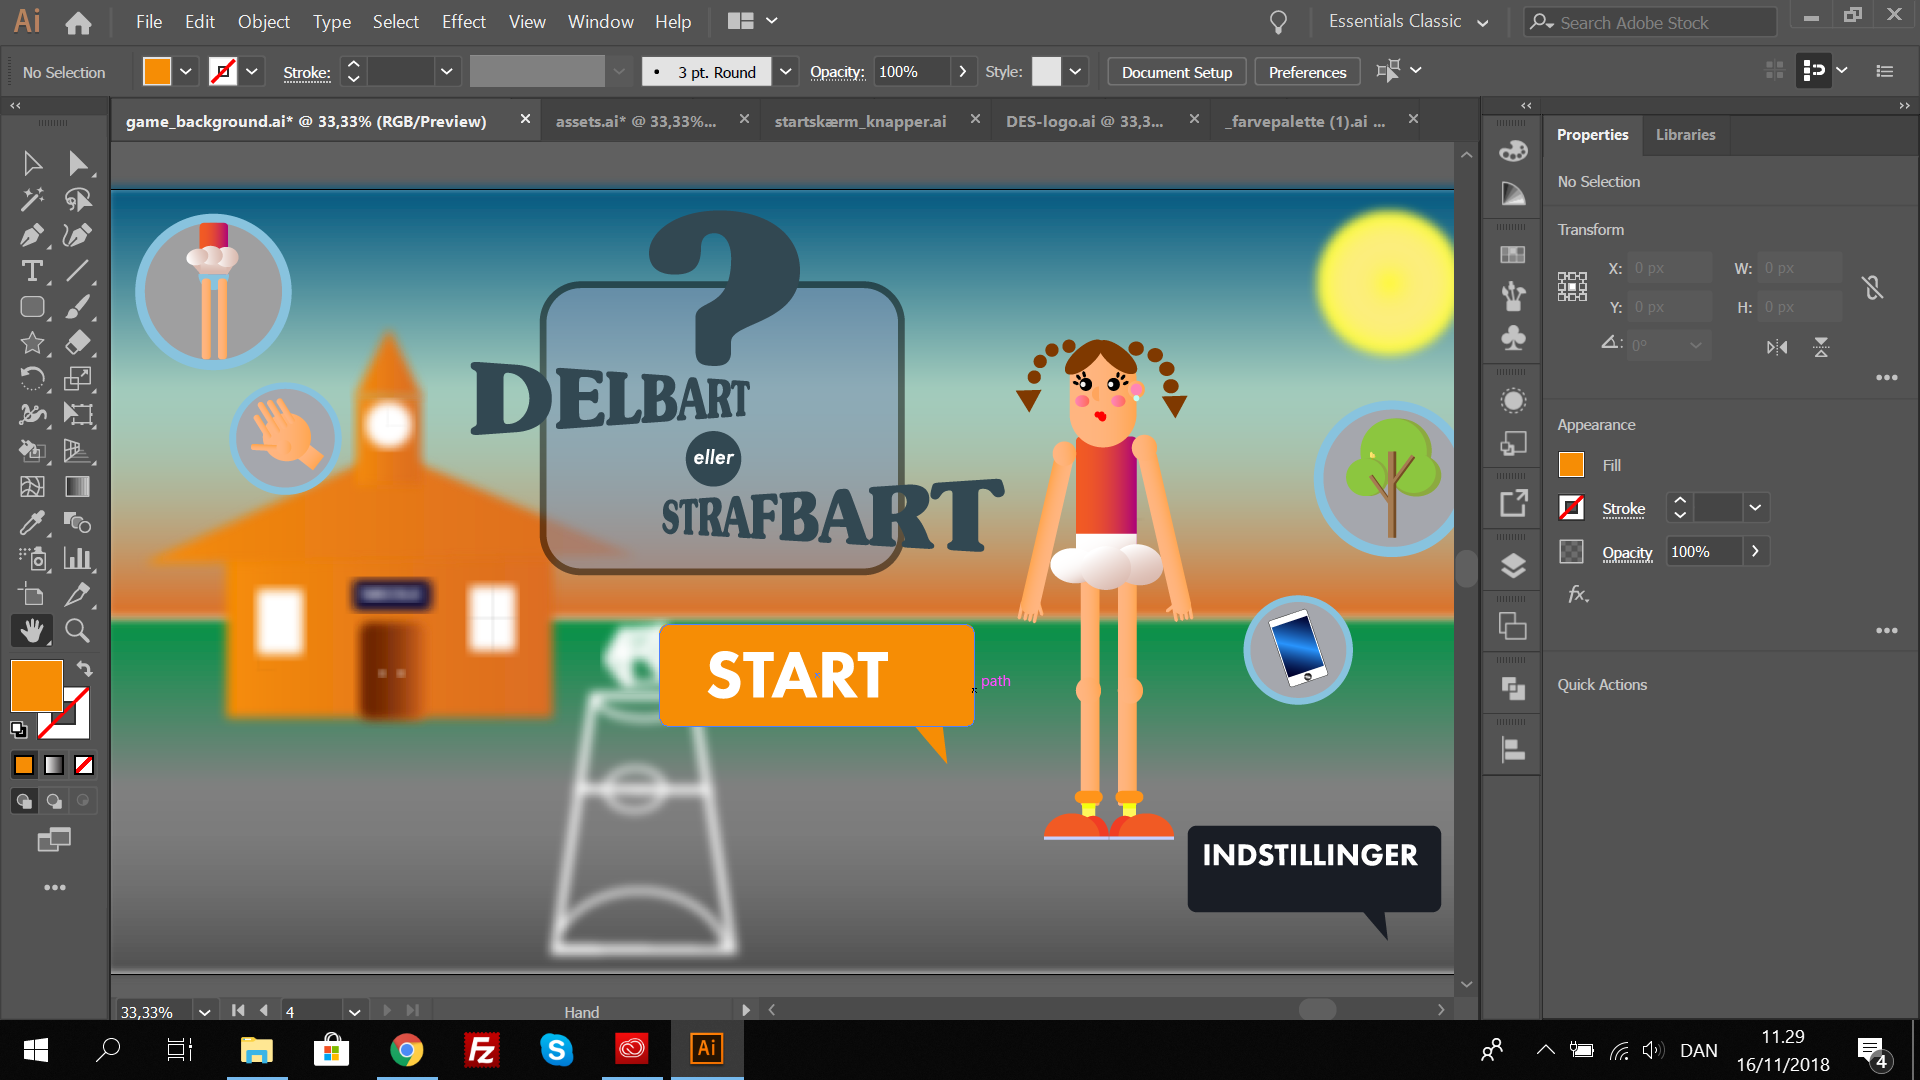 Ai File Edit Object Type Select Effect View Window Help Essentials Classic Search Adobe Stock
No Selection Stroke: 3 pt. Round Opacity: 100% Style: Document Setup Preferences
game_background.ai* @ 33,33% (RGB/Preview) assets.ai* @ 33,33%... startskærm_knapper.ai DES-logo.ai @ 33,3... _farvepalette (1).ai ...
Properties Libraries
No Selection
Transform
X: 0 px W: 0 px
Y: 0 px H: 0 px
0°
Appearance
Fill
Stroke
Opacity 100%
fx.
Quick Actions
?
DELBART
eller
STRAFBART
START
path
INDSTILLINGER
33,33% 4 Hand
Fz S Ai DAN 11.29
16/11/2018 4